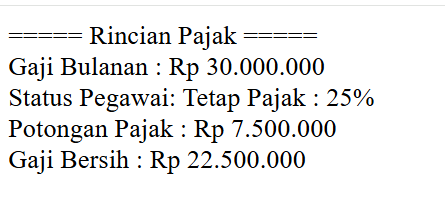 ===== Rincian Pajak =====
Gaji Bulanan : Rp 30.000.000
Status Pegawai: Tetap Pajak : 25%
Potongan Pajak : Rp 7.500.000
Gaji Bersih : Rp 22.500.000